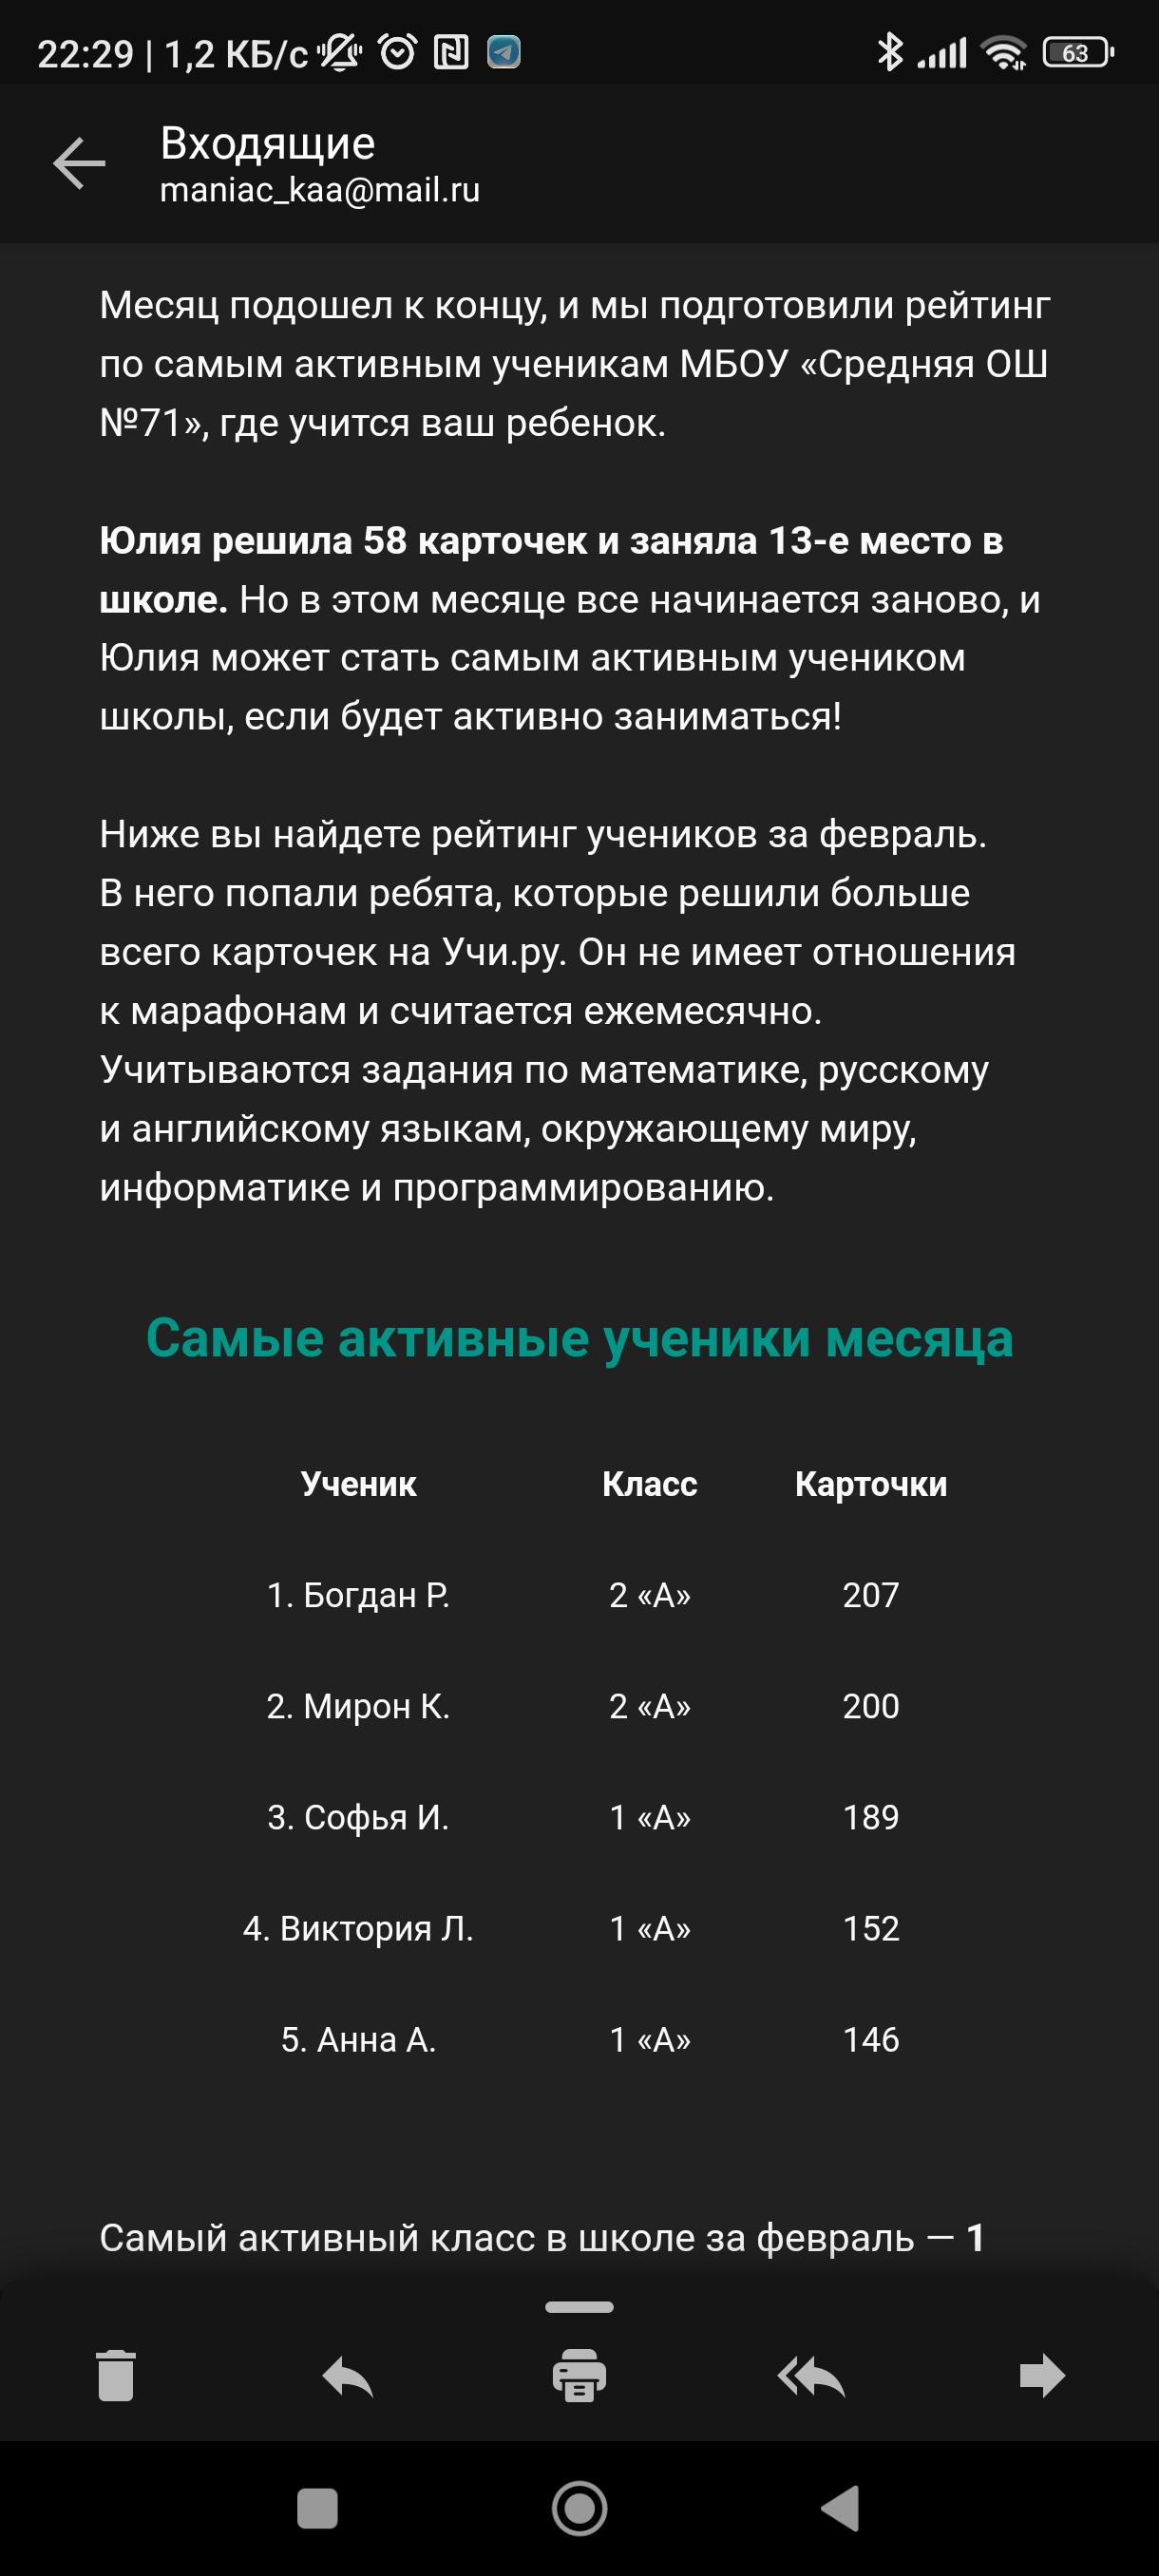 22:29 | 1,2 КБ/с
63
Входящие
maniac_kaa@mail.ru
Месяц подошел к концу, и мы подготовили рейтинг
по самым активным ученикам МБОУ «Средняя ОШ
№71», где учится ваш ребенок.
Юлия решила 58 карточек и заняла 13-е место в
школе. Но в этом месяце все начинается заново, и
Юлия может стать самым активным учеником
школы, если будет активно заниматься!
Ниже вы найдете рейтинг учеников за февраль.
В него попали ребята, которые решили больше
всего карточек на Учи.ру. Он не имеет отношения
к марафонам и считается ежемесячно.
Учитываются задания по математике, русскому
и английскому языкам, окружающему миру,
информатике и программированию.
Самые активные ученики месяца
Ученик Класс Карточки
1. Богдан Р. 2 «А» 207
2. Мирон К. 2 «А» 200
3. Софья И. 1 «А» 189
4. Виктория Л. 1 «А» 152
5. Анна А. 1 «А» 146
Самый активный класс в школе за февраль — 1